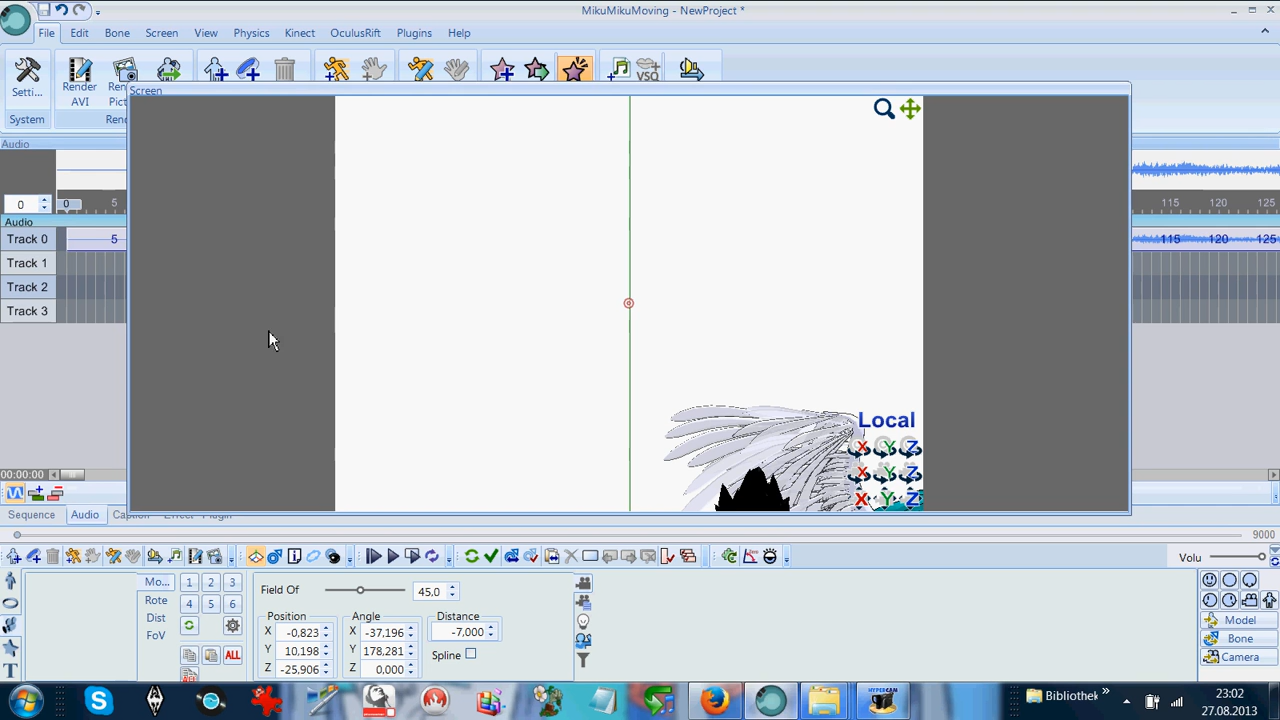 MikuMikuMoving - NewProject *
File Edit Bone Screen View Physics Kinect OculusRift Plugins Help
Setti...
Render AVI
System
Screen
Audio
VSQ
0 0 5
115 120 125
Audio
Track 0 5 115 120 125
Track 1
Track 2
Track 3
Local
X Y Z
X Y Z
X Y Z
00:00:00
Sequence Audio
9000
Volu
Mo... 1 2 3
Rote 4 5 6
Dist
FoV
ALL
Field Of 45,0
Position Angle Distance
X -0,823 X -37,196 -7,000
Y 10,198 Y 178,281 Spline
Z -25,906 Z 0,000
Model
Bone
Camera
HYPERCAM
Bibliothek »
23:02
27.08.2013